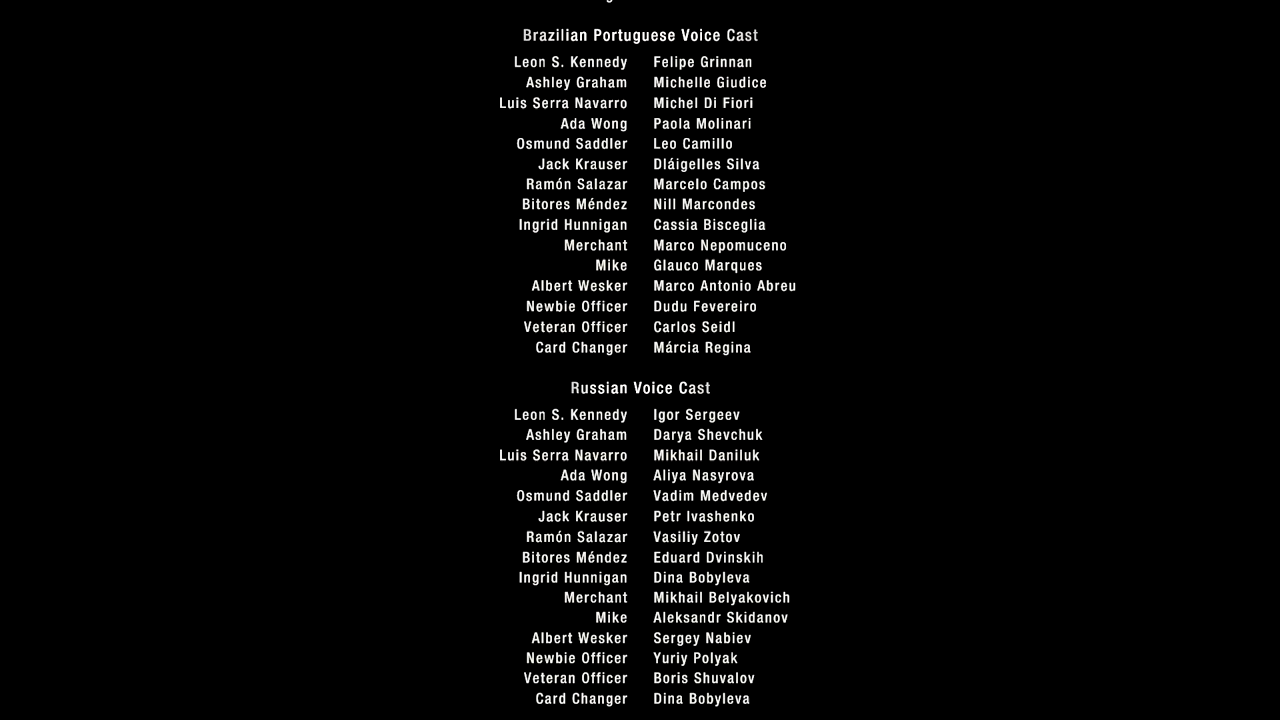 Brazilian Portuguese Voice Cast
Leon S. Kennedy Felipe Grinnan
Ashley Graham Michelle Giudice
Luis Serra Navarro Michel Di Fiori
Ada Wong Paola Molinari
Osmund Saddler Leo Camillo
Jack Krauser Dláigelles Silva
Ramón Salazar Marcelo Campos
Bitores Méndez Nill Marcondes
Ingrid Hunnigan Cassia Bisceglia
Merchant Marco Nepomuceno
Mike Glauco Marques
Albert Wesker Marco Antonio Abreu
Newbie Officer Dudu Fevereiro
Veteran Officer Carlos Seidl
Card Changer Márcia Regina
Russian Voice Cast
Leon S. Kennedy Igor Sergeev
Ashley Graham Darya Shevchuk
Luis Serra Navarro Mikhail Daniluk
Ada Wong Aliya Nasyrova
Osmund Saddler Vadim Medvedev
Jack Krauser Petr Ivashenko
Ramón Salazar Vasiliy Zotov
Bitores Méndez Eduard Dvinskih
Ingrid Hunnigan Dina Bobyleva
Merchant Mikhail Belyakovich
Mike Aleksandr Skidanov
Albert Wesker Sergey Nabiev
Newbie Officer Yuriy Polyak
Veteran Officer Boris Shuvalov
Card Changer Dina Bobyleva